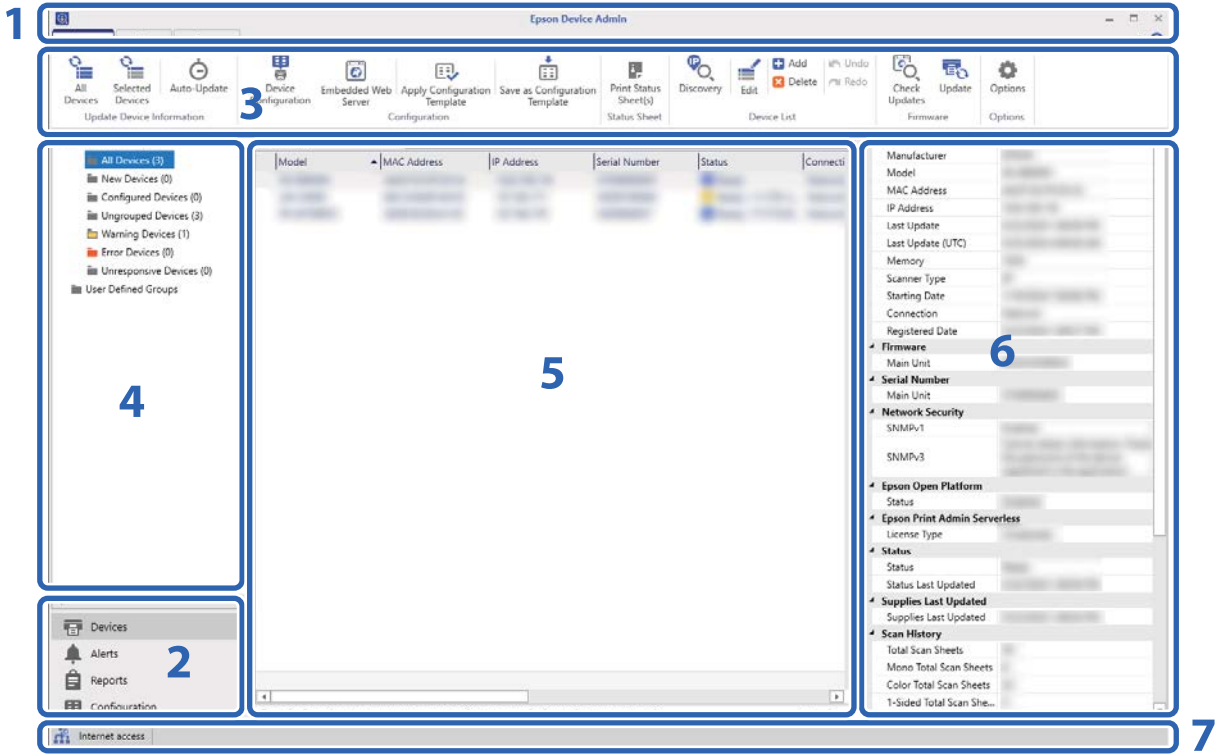 1
Epson Device Admin
3
All Devices
Selected Devices
Auto-Update
Update Device Information
Device Configuration
Embedded Web Server
Apply Configuration Template
Save as Configuration Template
Configuration
Print Status Sheet(s)
Status Sheet
IP
Discovery
Edit
Add
Delete
Undo
Redo
Device List
Check Updates
Update
Firmware
Options
Options
4
All Devices (3)
New Devices (0)
Configured Devices (0)
Ungrouped Devices (3)
Warning Devices (1)
Error Devices (0)
Unresponsive Devices (0)
User Defined Groups
2
Devices
Alerts
Reports
Configuration
5
Model MAC Address IP Address Serial Number Status Connecti
6
Manufacturer
Model
MAC Address
IP Address
Last Update
Last Update (UTC)
Memory
Scanner Type
Starting Date
Connection
Registered Date
Firmware
Main Unit
Serial Number
Main Unit
Network Security
SNMPv1
SNMPv3
Epson Open Platform
Status
Epson Print Admin Serverless
License Type
Status
Status
Status Last Updated
Supplies Last Updated
Supplies Last Updated
Scan History
Total Scan Sheets
Mono Total Scan Sheets
Color Total Scan Sheets
1-Sided Total Scan She...
Internet access
7